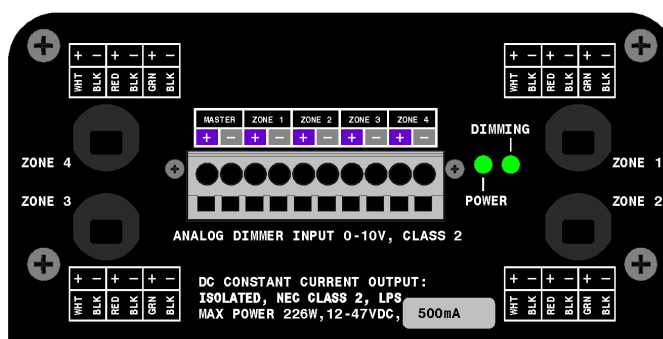 + - + - + -
WHT BLK RED BLK GRN BLK
+ - + - + -
WHT BLK RED BLK GRN BLK
MASTER ZONE 1 ZONE 2 ZONE 3 ZONE 4
+ - + - + - + - + -
DIMMING
ZONE 4
ZONE 1
ZONE 3
POWER
ZONE 2
ANALOG DIMMER INPUT 0-10V, CLASS 2
+ - + - + -
WHT BLK RED BLK GRN BLK
DC CONSTANT CURRENT OUTPUT:
ISOLATED, NEC CLASS 2, LPS
MAX POWER 226W,12-47VDC, 500mA
+ - + - + -
WHT BLK RED BLK GRN BLK